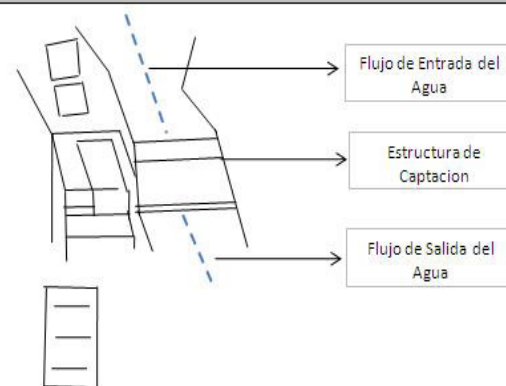 Flujo de Entrada del
Agua
Estructura de
Captacion
Flujo de Salida del
Agua